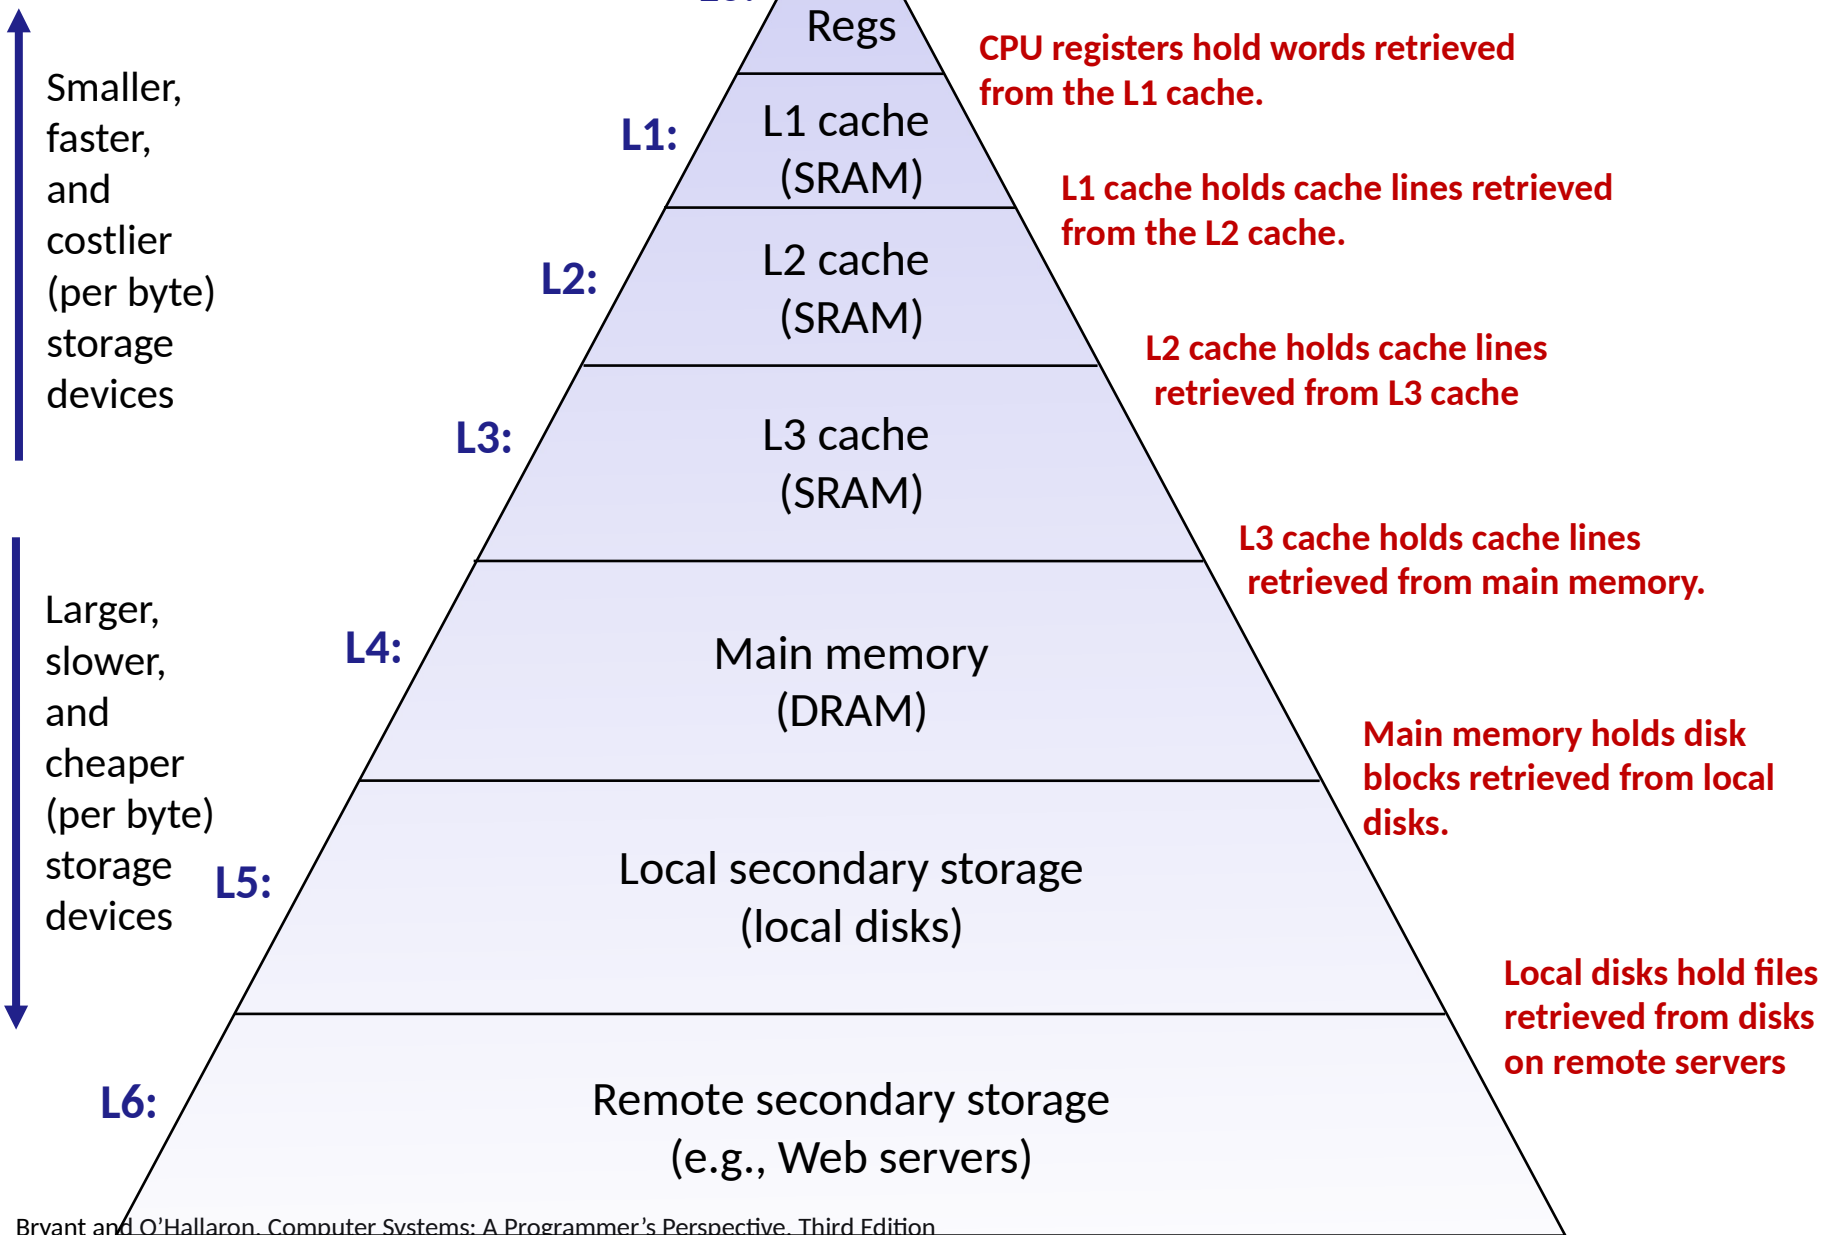 Regs
CPU registers hold words retrieved
from the L1 cache.
Smaller,
faster,
and
costlier
(per byte)
storage
devices
L1:
L1 cache
(SRAM)
L1 cache holds cache lines retrieved
from the L2 cache.
L2:
L2 cache
(SRAM)
L2 cache holds cache lines
retrieved from L3 cache
L3:
L3 cache
(SRAM)
L3 cache holds cache lines
retrieved from main memory.
Larger,
slower,
and
cheaper
(per byte)
storage
devices
L4:
Main memory
(DRAM)
Main memory holds disk
blocks retrieved from local
disks.
L5:
Local secondary storage
(local disks)
Local disks hold files
retrieved from disks
on remote servers
L6:
Remote secondary storage
(e.g., Web servers)
Bryant and O’Hallaron, Computer Systems: A Programmer’s Perspective, Third Edition